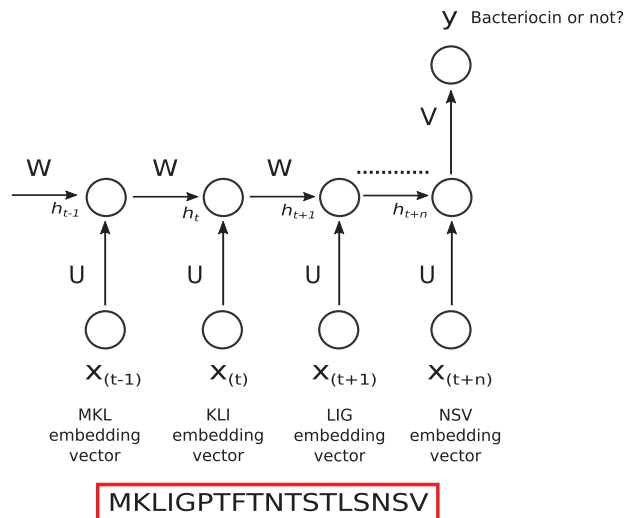 y Bacteriocin or not?
V
W W W ............
h_{t-1} h_t h_{t+1} h_{t+n}
U U U U
x_{(t-1)} x_{(t)} x_{(t+1)} x_{(t+n)}
MKL KLI LIG NSV
embedding embedding embedding embedding
vector vector vector vector
MKLIGPTFTNTSTLSNSV